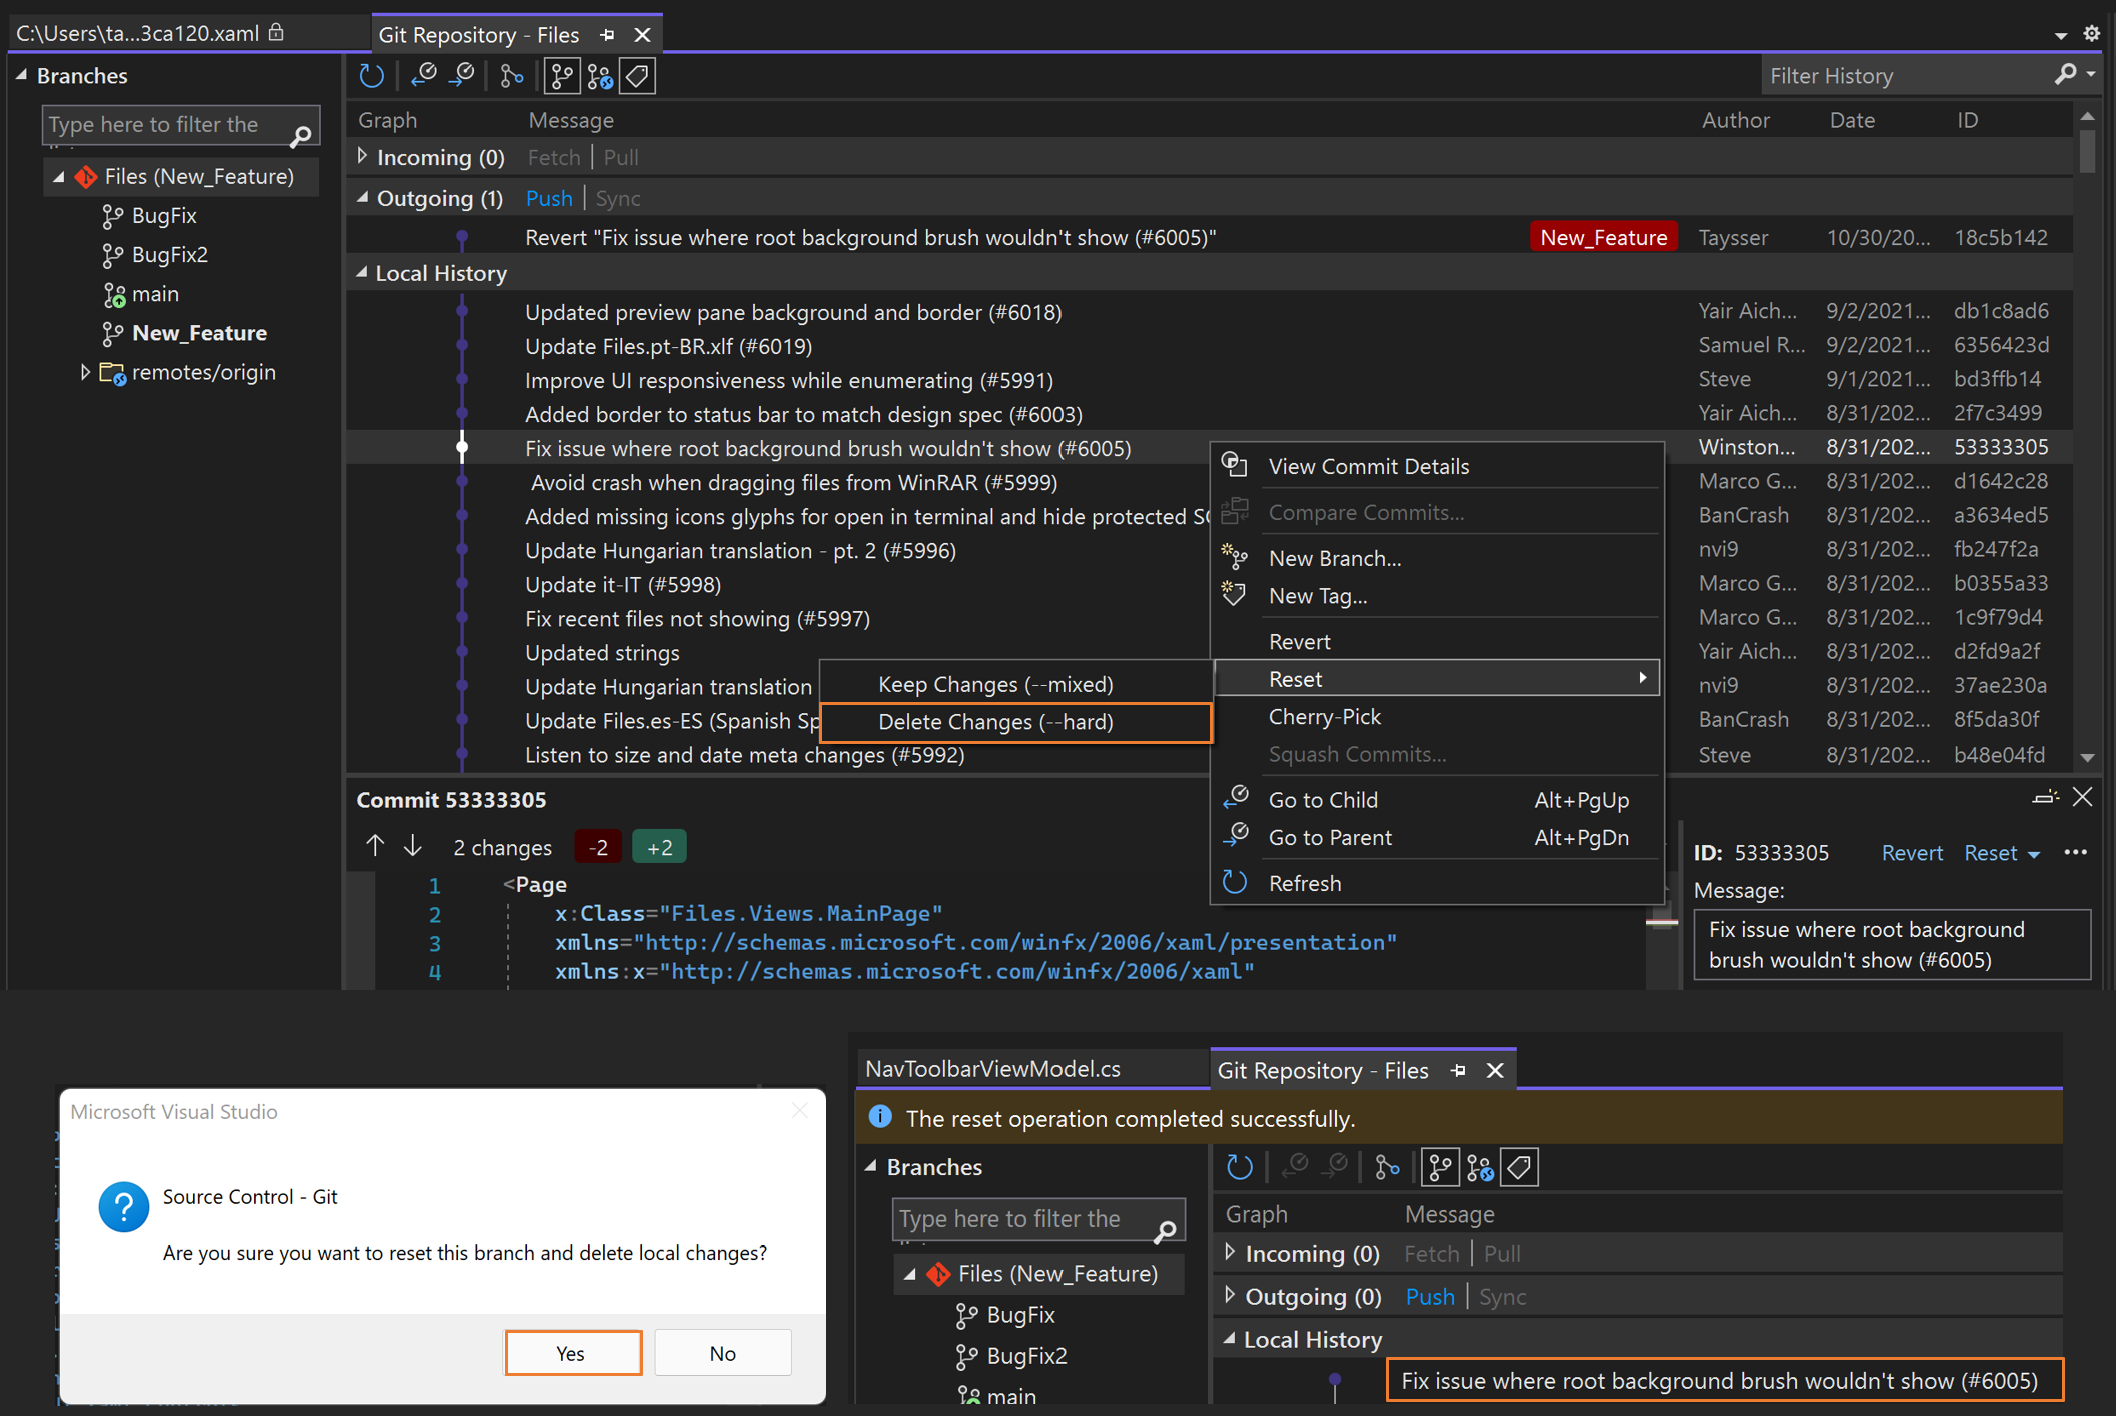 C:\Users\ta...3ca120.xaml
Git Repository - Files
Branches
Type here to filter the
Files (New_Feature)
BugFix
BugFix2
main
New_Feature
remotes/origin
Filter History
Graph Message Author Date ID
Incoming (0) Fetch | Pull
Outgoing (1) Push | Sync
Revert "Fix issue where root background brush wouldn't show (#6005)" New_Feature Taysser 10/30/20... 18c5b142
Local History
Updated preview pane background and border (#6018) Yair Aich... 9/2/2021... db1c8ad6
Update Files.pt-BR.xlf (#6019) Samuel R... 9/2/2021... 6356423d
Improve UI responsiveness while enumerating (#5991) Steve 9/1/2021... bd3ffb14
Added border to status bar to match design spec (#6003) Yair Aich... 8/31/202... 2f7c3499
Fix issue where root background brush wouldn't show (#6005) Winston... 8/31/202... 53333305
Avoid crash when dragging files from WinRAR (#5999) Marco G... 8/31/202... d1642c28
Added missing icons glyphs for open in terminal and hide protected BanCrash 8/31/202... a3634ed5
Update Hungarian translation - pt. 2 (#5996) nvi9 8/31/202... fb247f2a
Update it-IT (#5998) Marco G... 8/31/202... b0355a33
Fix recent files not showing (#5997) Marco G... 8/31/202... 1c9f79d4
Updated strings Yair Aich... 8/31/202... d2fd9a2f
Update Hungarian translation nvi9 8/31/202... 37ae230a
Update Files.es-ES (Spanish BanCrash 8/31/202... 8f5da30f
Listen to size and date meta changes (#5992) Steve 8/31/202... b48e04fd
View Commit Details
Compare Commits...
New Branch...
New Tag...
Revert
Reset
Keep Changes (--mixed)
Delete Changes (--hard)
Cherry-Pick
Squash Commits...
Go to Child Alt+PgUp
Go to Parent Alt+PgDn
Refresh
Commit 53333305
2 changes -2 +2
1 <Page
2 x:Class="Files.Views.MainPage"
3 xmlns="http://schemas.microsoft.com/winfx/2006/xaml/presentation"
4 xmlns:x="http://schemas.microsoft.com/winfx/2006/xaml"
ID: 53333305 Revert Reset
Message:
Fix issue where root background
brush wouldn't show (#6005)
Microsoft Visual Studio
Source Control - Git
Are you sure you want to reset this branch and delete local changes?
Yes No
NavToolbarViewModel.cs
Git Repository - Files
The reset operation completed successfully.
Branches
Type here to filter the
Files (New_Feature)
BugFix
BugFix2
main
Graph Message
Incoming (0) Fetch | Pull
Outgoing (0) Push | Sync
Local History
Fix issue where root background brush wouldn't show (#6005)